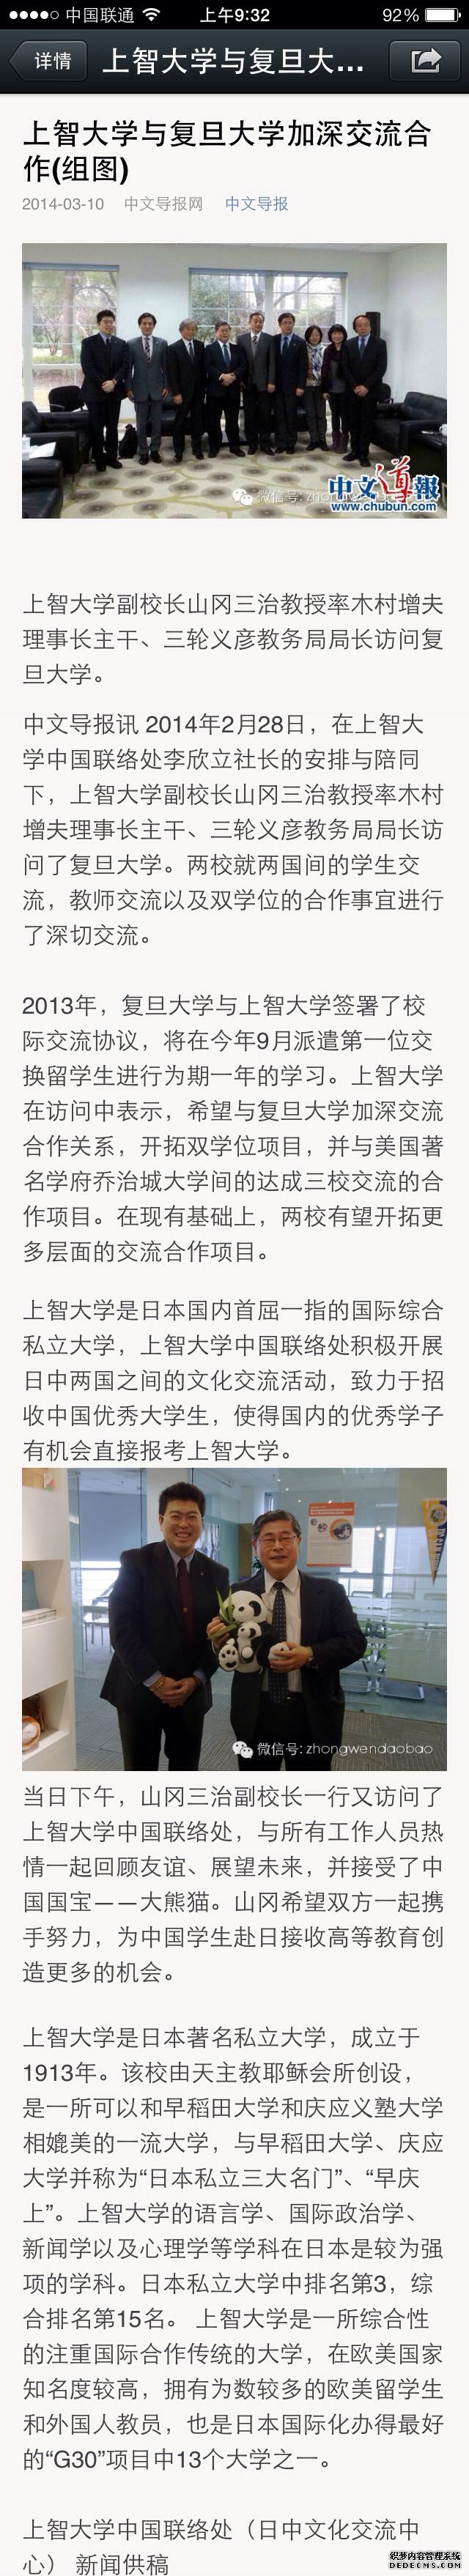 中国联通 上午9:32 92%
详情 上智大学与复旦大...
上智大学与复旦大学加深交流合
作(组图)
2014-03-10 中文导报网 中文导报
微信号: zhong
中文導報
www.chubun.com
上智大学副校长山冈三治教授率木村增夫
理事长主干、三轮义彦教务局局长访问复
旦大学。
中文导报讯 2014年2月28日，在上智大
学中国联络处李欣立社长的安排与陪同
下，上智大学副校长山冈三治教授率木村
增夫理事长主干、三轮义彦教务局局长访
问了复旦大学。两校就两国间的学生交
流，教师交流以及双学位的合作事宜进行
了深切交流。
2013年，复旦大学与上智大学签署了校
际交流协议，将在今年9月派遣第一位交
换留学生进行为期一年的学习。上智大学
在访问中表示，希望与复旦大学加深交流
合作关系，开拓双学位项目，并与美国著
名学府乔治城大学间的达成三校交流的合
作项目。在现有基础上，两校有望开拓更
多层面的交流合作项目。
上智大学是日本国内首屈一指的国际综合
私立大学，上智大学中国联络处积极开展
日中两国之间的文化交流活动，致力于招
收中国优秀大学生，使得国内的优秀学子
有机会直接报考上智大学。
微信号: zhongwendaobao
当日下午，山冈三治副校长一行又访问了
上智大学中国联络处，与所有工作人员热
情一起回顾友谊、展望未来，并接受了中
国国宝——大熊猫。山冈希望双方一起携
手努力，为中国学生赴日接收高等教育创
造更多的机会。
上智大学是日本著名私立大学，成立于
1913年。该校由天主教耶稣会所创设，
是一所可以和早稻田大学和庆应义塾大学
相媲美的一流大学，与早稻田大学、庆应
大学并称为“日本私立三大名门”、“早庆
上”。上智大学的语言学、国际政治学、
新闻学以及心理学等学科在日本是较为强
项的学科。日本私立大学中排名第3，综
合排名第15名。 上智大学是一所综合性
的注重国际合作传统的大学，在欧美国家
知名度较高，拥有为数较多的欧美留学生
和外国人教员，也是日本国际化办得最好
的“G30”项目中13个大学之一。
上智大学中国联络处（日中文化交流中
心） 新闻供稿
织梦内容管理系统
DEDECMS.COM